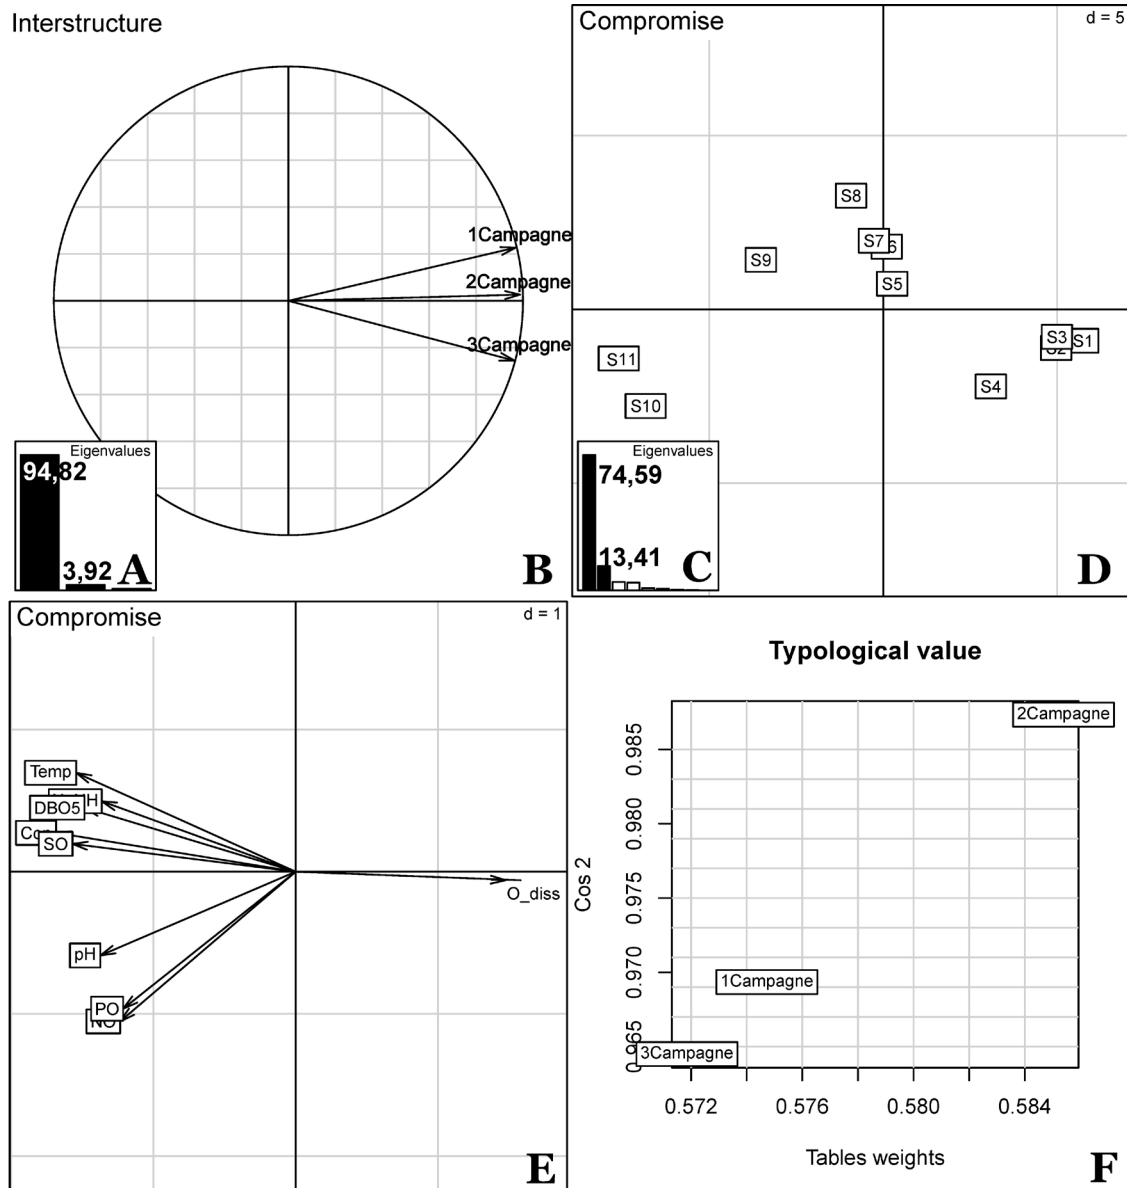 Interstructure
1Campagne
2Campagne
3Campagne
Eigenvalues
94,82
3,92
A
B
Compromise
d = 5
S8
S7
S9
S5
S3
S1
S11
S4
S10
Eigenvalues
74,59
13,41
C
D
Compromise
d = 1
Temp
DBO5
SO
O_diss
pH
PO
E
Typological value
2Campagne
1Campagne
3Campagne
0.985
0.980
0.975
0.970
0.965
Cos 2
0.572
0.576
0.580
0.584
Tables weights
F